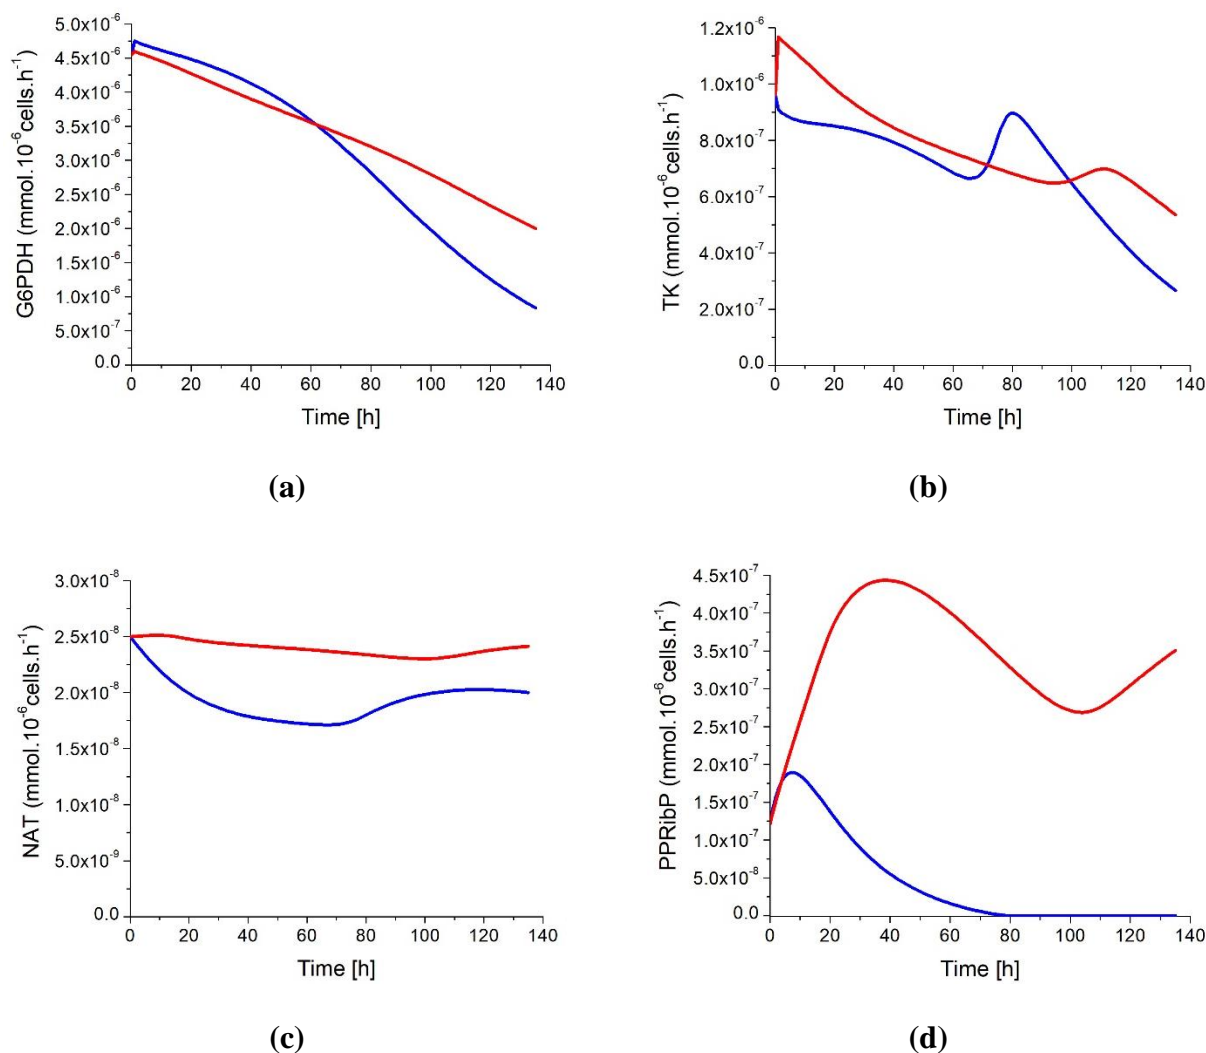 G6PDH (mmol.10⁻⁶cells.h⁻¹)
5.0x10⁻⁶
4.5x10⁻⁶
4.0x10⁻⁶
3.5x10⁻⁶
3.0x10⁻⁶
2.5x10⁻⁶
2.0x10⁻⁶
1.5x10⁻⁶
1.0x10⁻⁶
5.0x10⁻⁷
0.0
0 20 40 60 80 100 120 140
Time [h]
(a)
TK (mmol.10⁻⁶cells.h⁻¹)
1.2x10⁻⁶
1.0x10⁻⁶
8.0x10⁻⁷
6.0x10⁻⁷
4.0x10⁻⁷
2.0x10⁻⁷
0.0
0 20 40 60 80 100 120 140
Time [h]
(b)
NAT (mmol.10⁻⁶cells.h⁻¹)
3.0x10⁻⁸
2.5x10⁻⁸
2.0x10⁻⁸
1.5x10⁻⁸
1.0x10⁻⁸
5.0x10⁻⁹
0.0
0 20 40 60 80 100 120 140
Time [h]
(c)
PPRibP (mmol.10⁻⁶cells.h⁻¹)
4.5x10⁻⁷
4.0x10⁻⁷
3.5x10⁻⁷
3.0x10⁻⁷
2.5x10⁻⁷
2.0x10⁻⁷
1.5x10⁻⁷
1.0x10⁻⁷
5.0x10⁻⁸
0.0
0 20 40 60 80 100 120 140
Time [h]
(d)